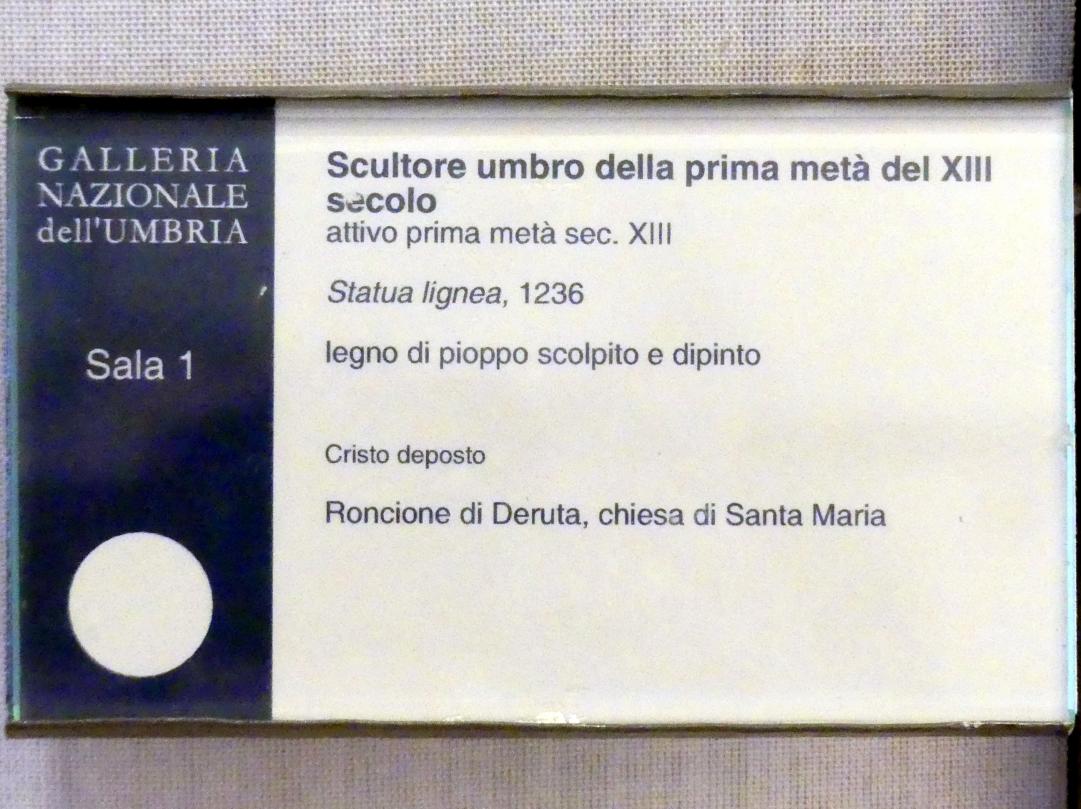 GALLERIA
NAZIONALE
dell'UMBRIA
Sala 1
Scultore umbro della prima metà del XIII
secolo
attivo prima metà sec. XIII
Statua lignea, 1236
legno di pioppo scolpito e dipinto
Cristo deposto
Roncione di Deruta, chiesa di Santa Maria